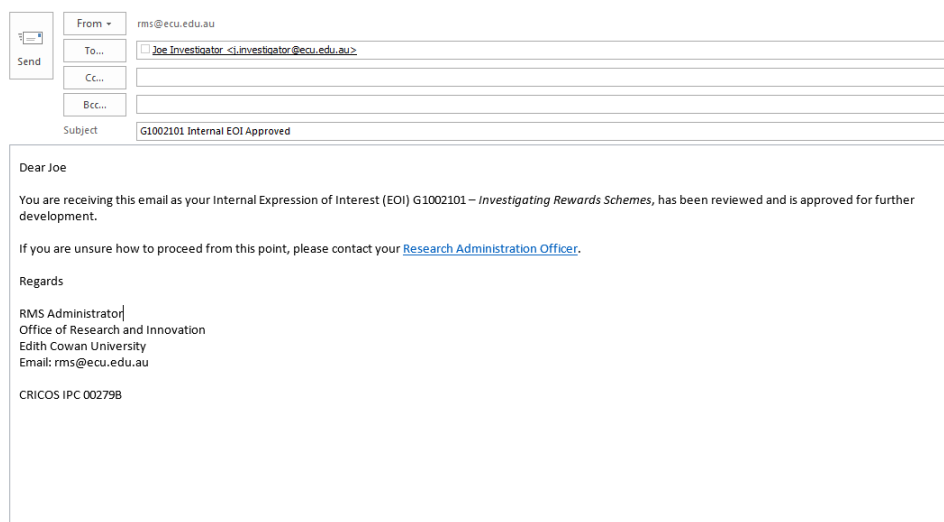 From
rms@ecu.edu.au
Send
To...
Joe Investigator <j.investigator@ecu.edu.au>
Cc...
Bcc...
Subject
G1002101 Internal EOI Approved
Dear Joe
You are receiving this email as your Internal Expression of Interest (EOI) G1002101 – Investigating Rewards Schemes, has been reviewed and is approved for further
development.
If you are unsure how to proceed from this point, please contact your Research Administration Officer.
Regards
RMS Administrator
Office of Research and Innovation
Edith Cowan University
Email: rms@ecu.edu.au
CRICOS IPC 00279B